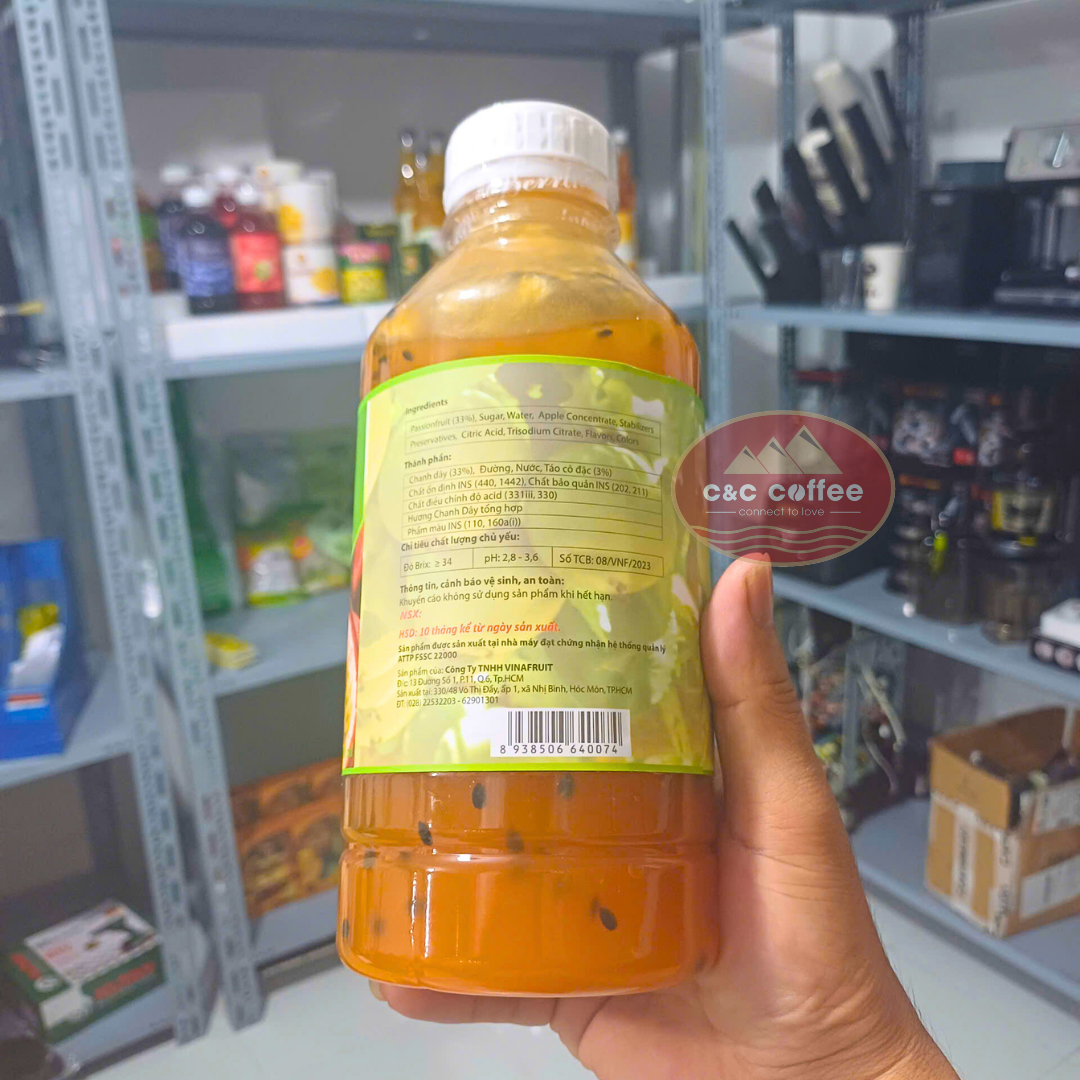 Ingredients
Passionfruit (33%), Sugar, Water, Apple Concentrate, Stabilizers
Preservatives, Citric Acid, Trisodium Citrate, Flavors, Colors
Thành phần:
Chanh dây (33%), Đường, Nước, Táo cô đặc (3%)
Chất ổn định INS (440, 1442), Chất bảo quản INS (202, 211)
Chất điều chỉnh độ acid (331iii, 330)
Hương Chanh Dây tổng hợp
Phẩm màu INS (110, 160a(i))
Chỉ tiêu chất lượng chủ yếu:
Độ Brix: ≥ 34 pH: 2,8 - 3,6 Số TCB: 08/VNF/2023
Thông tin, cảnh báo vệ sinh, an toàn:
Khuyến cáo không sử dụng sản phẩm khi hết hạn.
NSX:
HSD: 10 tháng kể từ ngày sản xuất.
Sản phẩm được sản xuất tại nhà máy đạt chứng nhận hệ thống quản lý
ATTP FSSC 22000
Sản phẩm của: Công Ty TNHH VINAFRUIT
Đ/c: 13 Đường Số 1, P.11, Q.6, Tp.HCM
Sản xuất tại: 330/48 Võ Thị Đầy, ấp 1, xã Nhị Bình, Hóc Môn, TP.HCM
ĐT: (028) 22532203 - 62901301
8 938506 640074
c&c coffee
connect to love